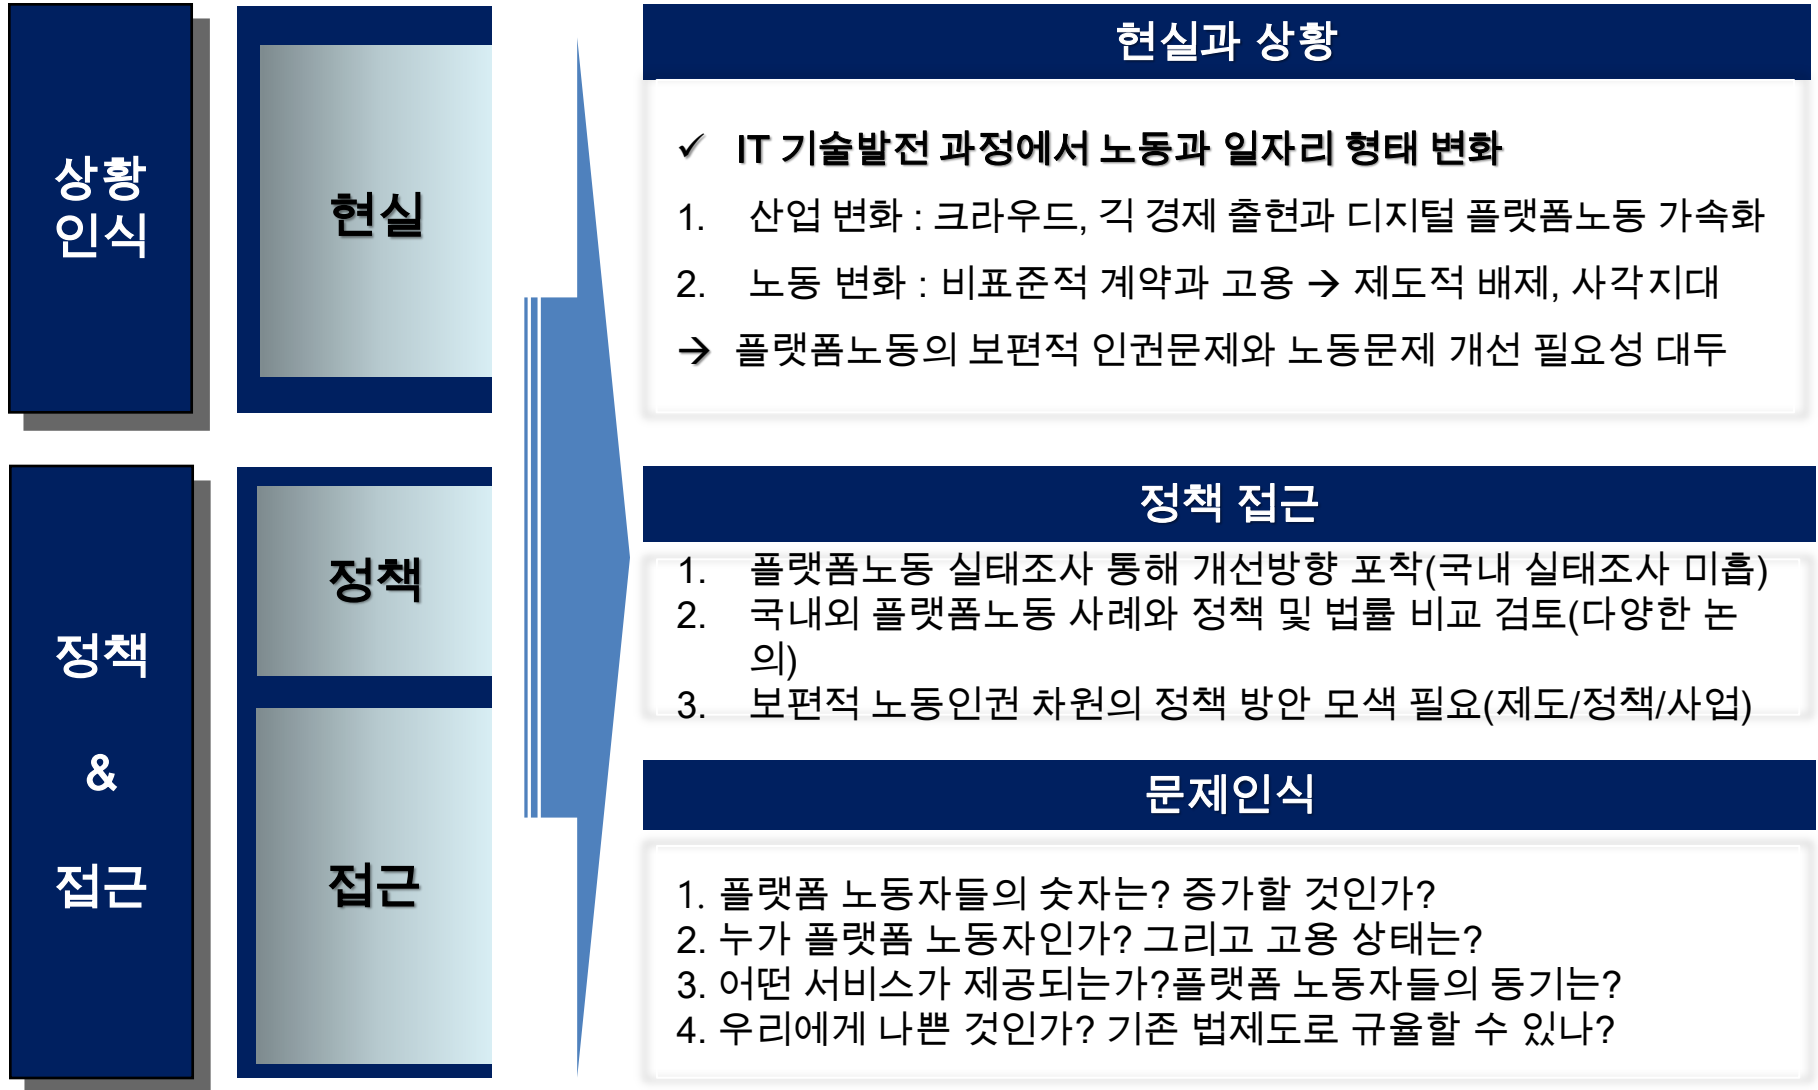 상황
인식
현실
현실과 상황
✓ IT 기술발전 과정에서 노동과 일자리 형태 변화
1. 산업 변화 : 크라우드, 긱 경제 출현과 디지털 플랫폼노동 가속화
2. 노동 변화 : 비표준적 계약과 고용 → 제도적 배제, 사각지대
→ 플랫폼노동의 보편적 인권문제와 노동문제 개선 필요성 대두
정책
&
접근
정책
접근
정책 접근
1. 플랫폼노동 실태조사 통해 개선방향 포착(국내 실태조사 미흡)
2. 국내외 플랫폼노동 사례와 정책 및 법률 비교 검토(다양한 논
의)
3. 보편적 노동인권 차원의 정책 방안 모색 필요(제도/정책/사업)
문제인식
1. 플랫폼 노동자들의 숫자는? 증가할 것인가?
2. 누가 플랫폼 노동자인가? 그리고 고용 상태는?
3. 어떤 서비스가 제공되는가?플랫폼 노동자들의 동기는?
4. 우리에게 나쁜 것인가? 기존 법제도로 규율할 수 있나?